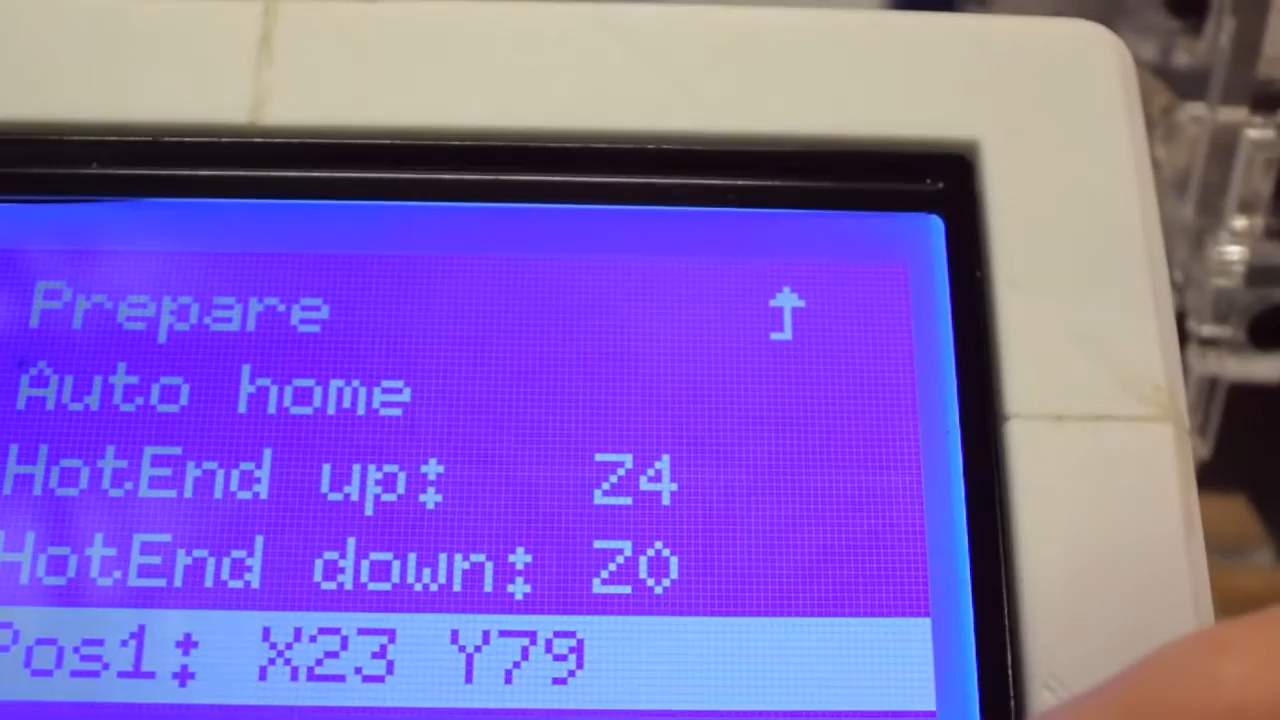 Prepare
Auto home
HotEnd up: Z4
HotEnd down: Z0
Pos1: X23 Y79